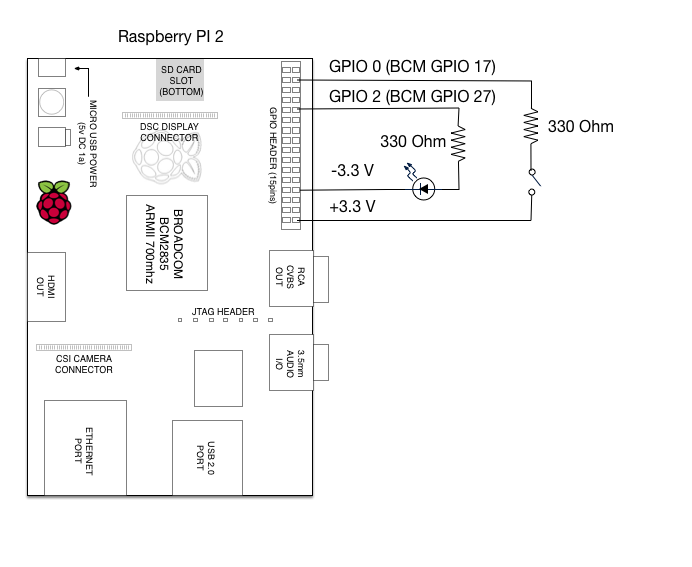 Raspberry PI 2
SD CARD
SLOT
(BOTTOM)
MICRO USB POWER
(5v DC 1a)
DSC DISPLAY
CONNECTOR
GPIO HEADER (15pins)
GPIO 0 (BCM GPIO 17)
GPIO 2 (BCM GPIO 27)
330 Ohm
330 Ohm
-3.3 V
+3.3 V
BROADCOM
BCM2835
ARMII 700mhz
HDMI
OUT
RCA
CVBS
OUT
JTAG HEADER
CSI CAMERA
CONNECTOR
3.5mm
AUDIO
I/O
ETHERNET
PORT
USB 2.0
PORT